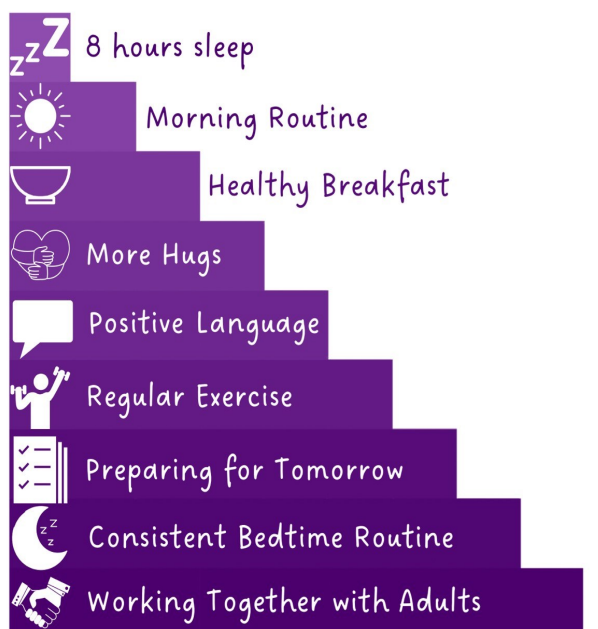 zzZ
8 hours sleep
Morning Routine
Healthy Breakfast
More Hugs
Positive Language
Regular Exercise
Preparing for Tomorrow
z z
z
Consistent Bedtime Routine
Working Together with Adults